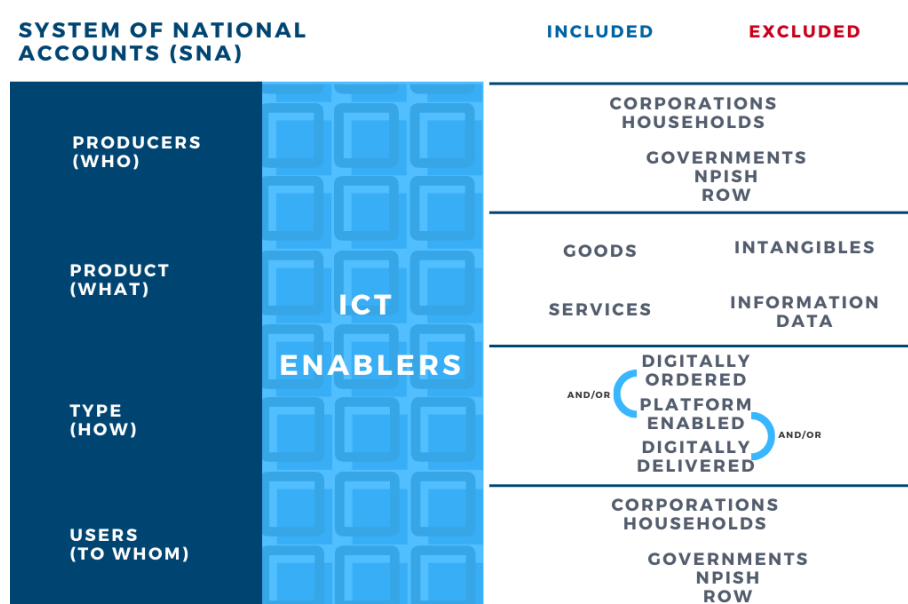 SYSTEM OF NATIONAL
ACCOUNTS (SNA)
INCLUDED
EXCLUDED
PRODUCERS
(WHO)
CORPORATIONS
HOUSEHOLDS
GOVERNMENTS
NPISH
ROW
PRODUCT
(WHAT)
GOODS
INTANGIBLES
SERVICES
INFORMATION
DATA
ICT
ENABLERS
TYPE
(HOW)
DIGITALLY
ORDERED
AND/OR
PLATFORM
ENABLED
AND/OR
DIGITALLY
DELIVERED
USERS
(TO WHOM)
CORPORATIONS
HOUSEHOLDS
GOVERNMENTS
NPISH
ROW